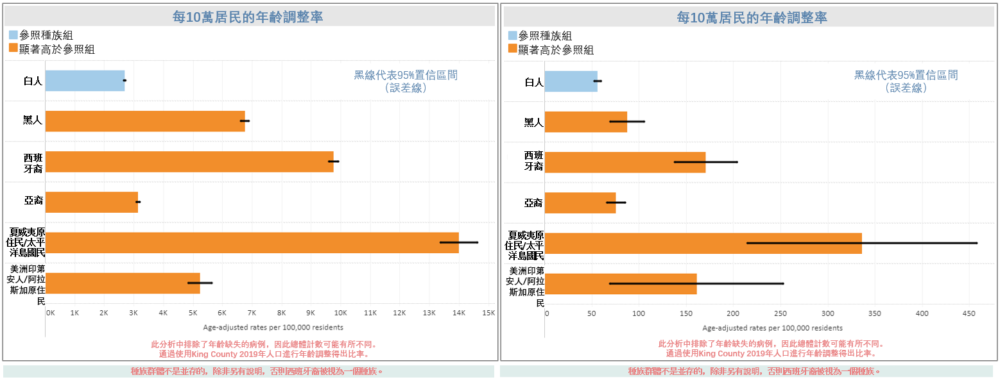 每10萬居民的年齡調整率
參照種族組
顯著高於參照組
黑線代表95%置信區間
（誤差線）
白人
黑人
西班
牙裔
亞裔
夏威夷原
住民/太平
洋島國民
美洲印第
安人/阿拉
斯加原住
民
0K 1K 2K 3K 4K 5K 6K 7K 8K 9K 10K 11K 12K 13K 14K 15K
Age-adjusted rates per 100,000 residents
此分析中排除了年齡缺失的病例，因此總體計數可能有所不同。
通過使用King County 2019年人口進行年齡調整得出比率。
種族群體不是並存的，除非另有說明，否則西班牙裔被視為一個種族。
每10萬居民的年齡調整率
參照種族組
顯著高於參照組
黑線代表95%置信區間
（誤差線）
白人
黑人
西班
牙裔
亞裔
夏威夷原
住民/太平
洋島國民
美洲印第
安人/阿拉
斯加原住
民
0 50 100 150 200 250 300 350 400 450
Age-adjusted rates per 100,000 residents
此分析中排除了年齡缺失的病例，因此總體計數可能有所不同。
通過使用King County 2019年人口進行年齡調整得出比率。
種族群體不是並存的，除非另有說明，否則西班牙裔被視為一個種族。